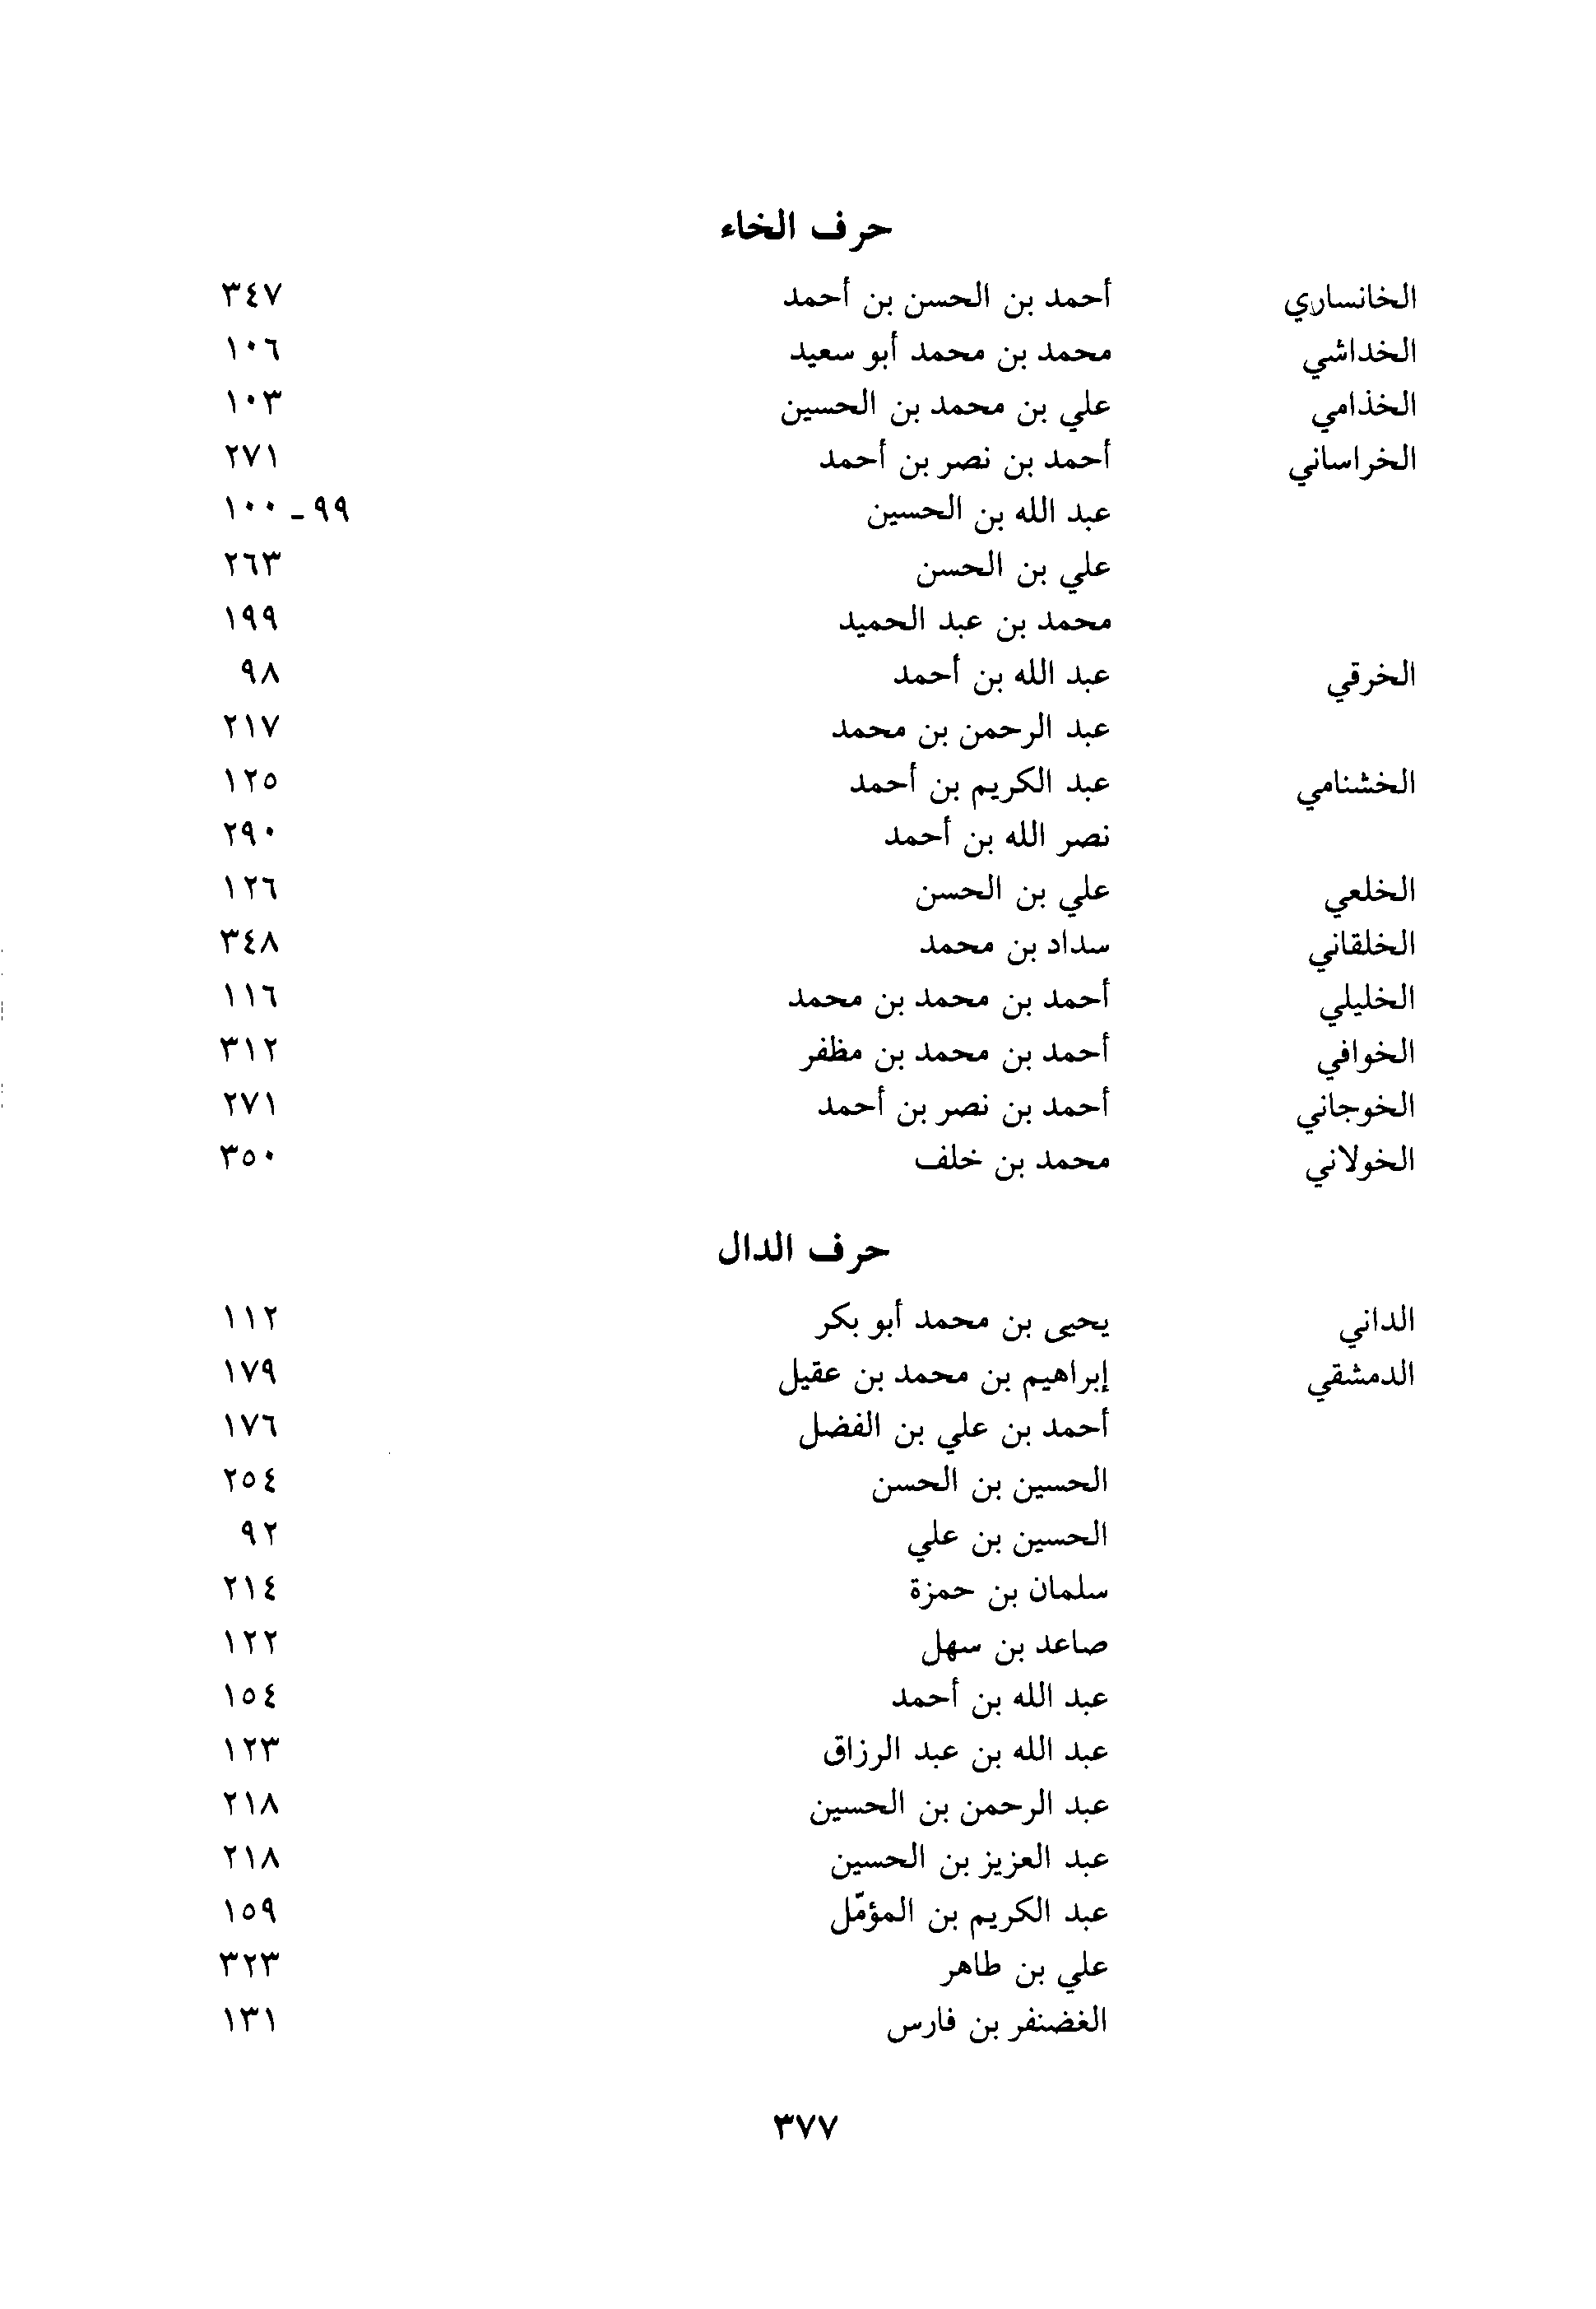 حرف الخاء
الخانساري أحمد بن الحسن بن أحمد ٣٤٧
الخداشي محمد بن محمد أبو سعيد ١٠٦
الخذامي علي بن محمد بن الحسين ١٠٣
الخراساني أحمد بن نصر بن أحمد ٢٧١
عبد الله بن الحسين ٩٩ - ١٠٠
علي بن الحسن ٢٦٣
محمد بن عبد الحميد ١٩٩
الخرقي عبد الله بن أحمد ٩٨
عبد الرحمن بن محمد ٢١٧
الخشنامي عبد الكريم بن أحمد ١٢٥
نصر الله بن أحمد ٢٩٠
الخلعي علي بن الحسن ١٢٦
الخلقاني سداد بن محمد ٣٤٨
الخليلي أحمد بن محمد بن محمد ١١٦
الخوافي أحمد بن محمد بن مظفر ٣١٢
الخوجاني أحمد بن نصر بن أحمد ٢٧١
الخولاني محمد بن خلف ٣٥٠
حرف الدال
الداني يحيى بن محمد أبو بكر ١١٢
الدمشقي إبراهيم بن محمد بن عقيل ١٧٩
أحمد بن علي بن الفضل ١٧٦
الحسين بن الحسن ٢٥٤
الحسين بن علي ٩٢
سلمان بن حمزة ٢١٤
صاعد بن سهل ١٢٢
عبد الله بن أحمد ١٥٤
عبد الله بن عبد الرزاق ١٢٣
عبد الرحمن بن الحسين ٢١٨
عبد العزيز بن الحسين ٢١٨
عبد الكريم بن المؤمّل ١٥٩
علي بن طاهر ٣٢٣
الغضنفر بن فارس ١٣١
٣٧٧